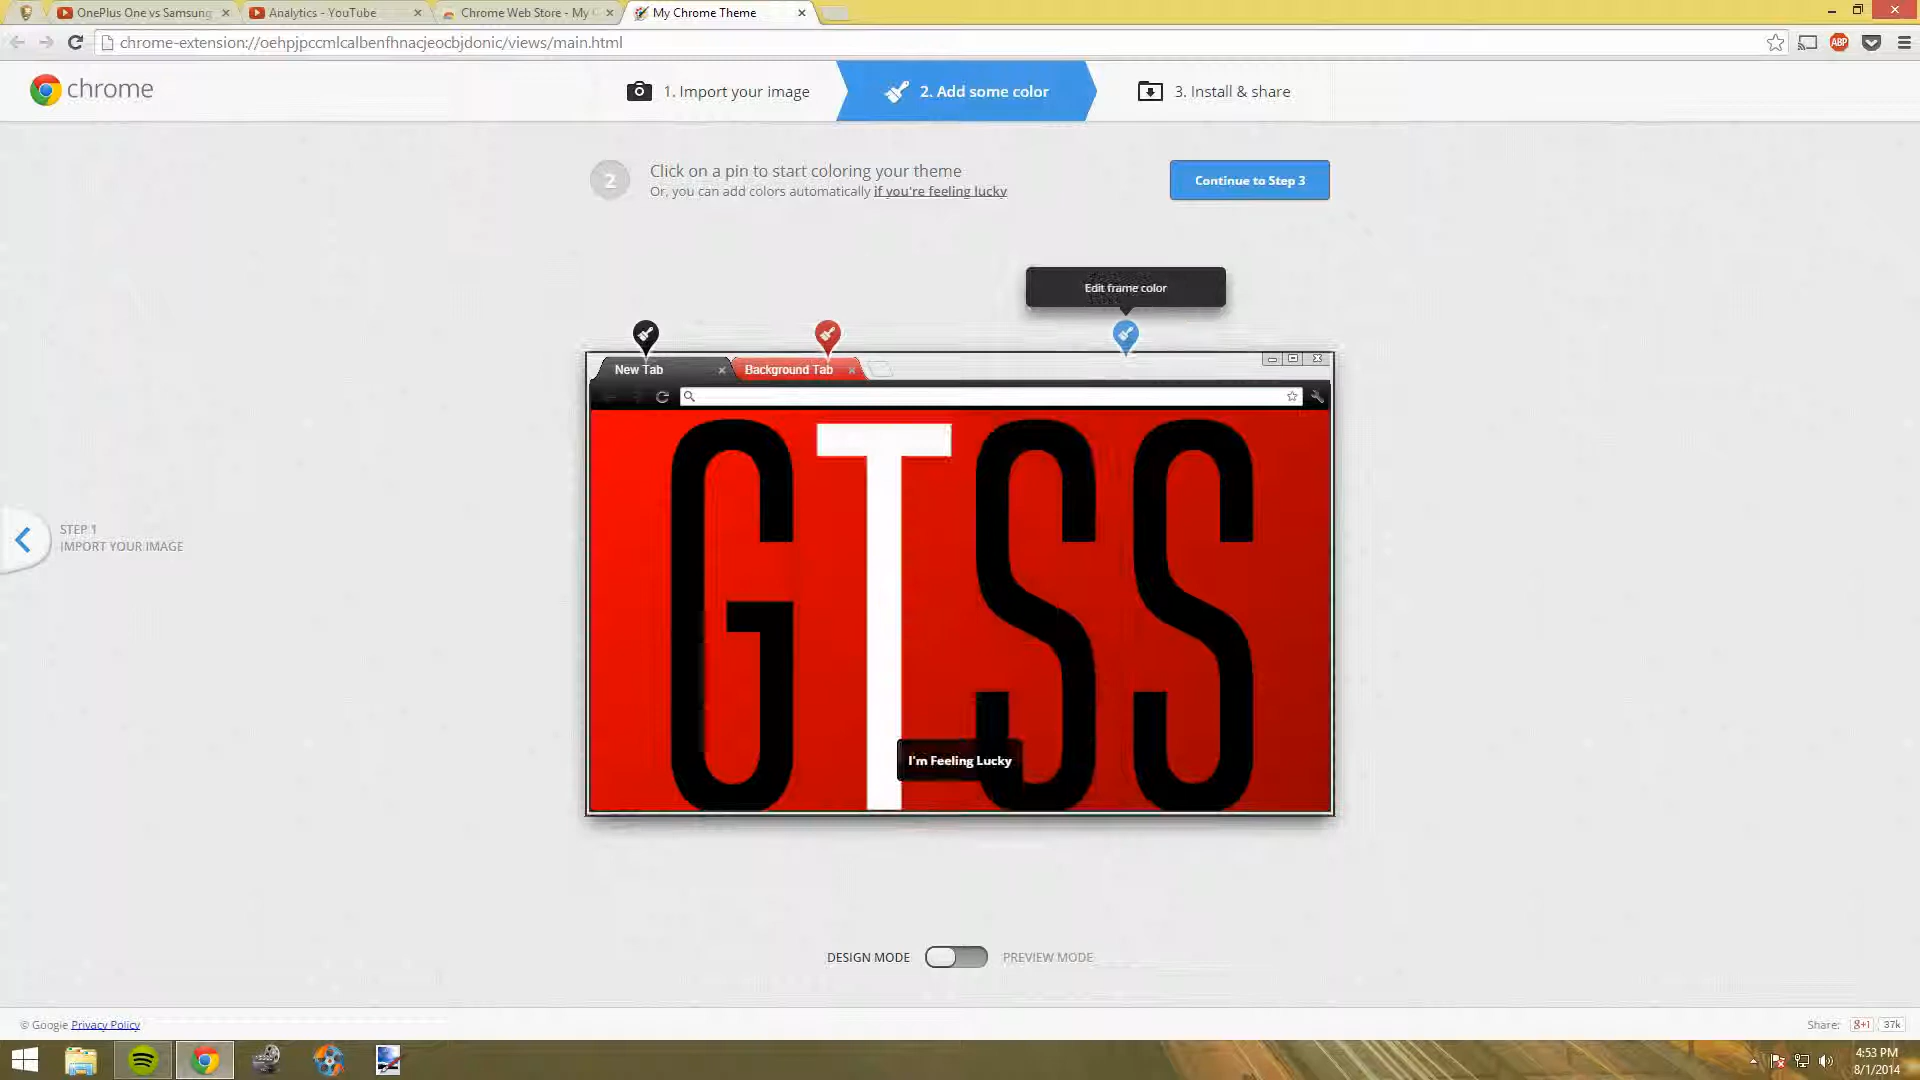 OnePlus One vs Samsung
Analytics - YouTube
Chrome Web Store - My
My Chrome Theme
chrome-extension://oehpjpccmlcalbenfhnacjeocbjdonic/views/main.html
ABP
chrome
1. Import your image
2. Add some color
3. Install & share
2
Click on a pin to start coloring your theme
Or, you can add colors automatically if you're feeling lucky
Continue to Step 3
Edit frame color
New Tab
Background Tab
GTSS
I'm Feeling Lucky
STEP 1
IMPORT YOUR IMAGE
DESIGN MODE
PREVIEW MODE
© Google Privacy Policy
Share:
g+1
37k
4:53 PM
8/1/2014